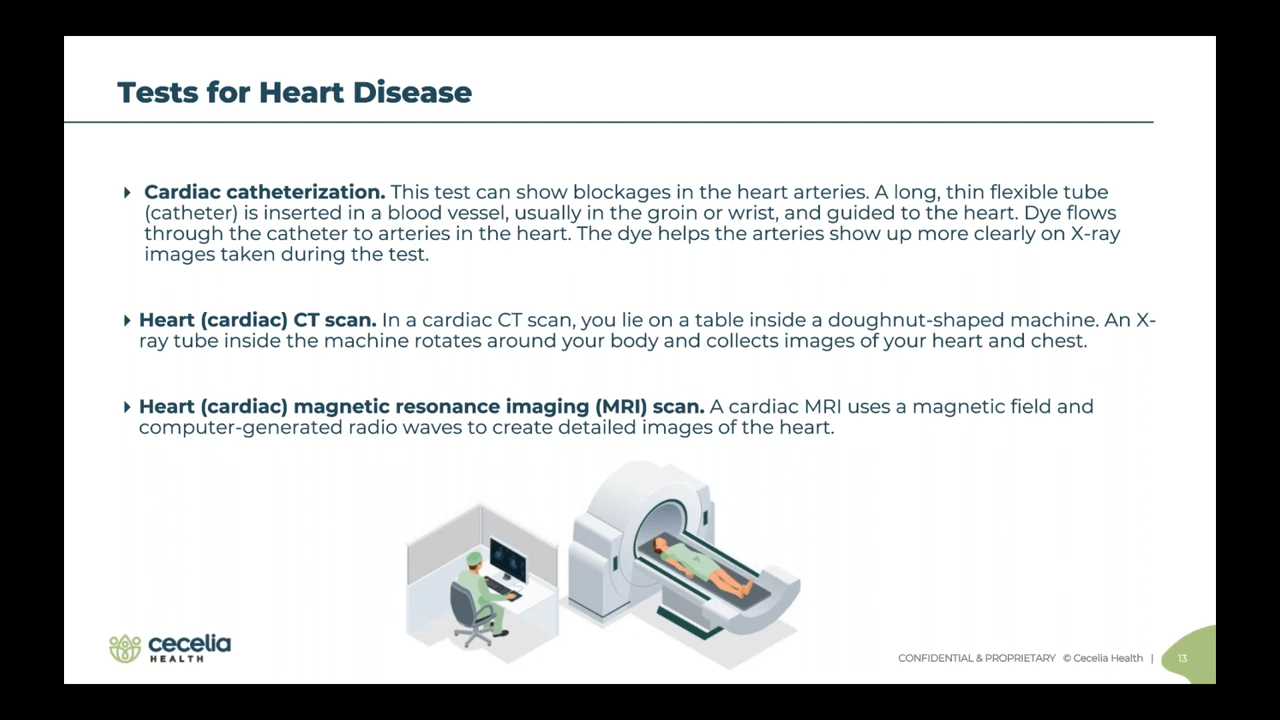 Tests for Heart Disease
Cardiac catheterization. This test can show blockages in the heart arteries. A long, thin flexible tube
(catheter) is inserted in a blood vessel, usually in the groin or wrist, and guided to the heart. Dye flows
through the catheter to arteries in the heart. The dye helps the arteries show up more clearly on X-ray
images taken during the test.
Heart (cardiac) CT scan. In a cardiac CT scan, you lie on a table inside a doughnut-shaped machine. An X-
ray tube inside the machine rotates around your body and collects images of your heart and chest.
Heart (cardiac) magnetic resonance imaging (MRI) scan. A cardiac MRI uses a magnetic field and
computer-generated radio waves to create detailed images of the heart.
cecelia
HEALTH
CONFIDENTIAL & PROPRIETARY © Cecelia Health | 13